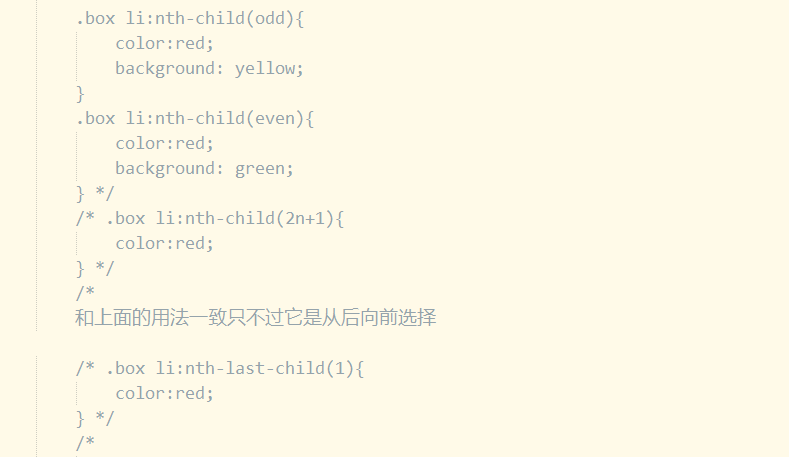 .box li:nth-child(odd){
color:red;
background: yellow;
}
.box li:nth-child(even){
color:red;
background: green;
} */
/* .box li:nth-child(2n+1){
color:red;
} */
/*
和上面的用法一致只不过它是从后向前选择
/* .box li:nth-last-child(1){
color:red;
} */
/*